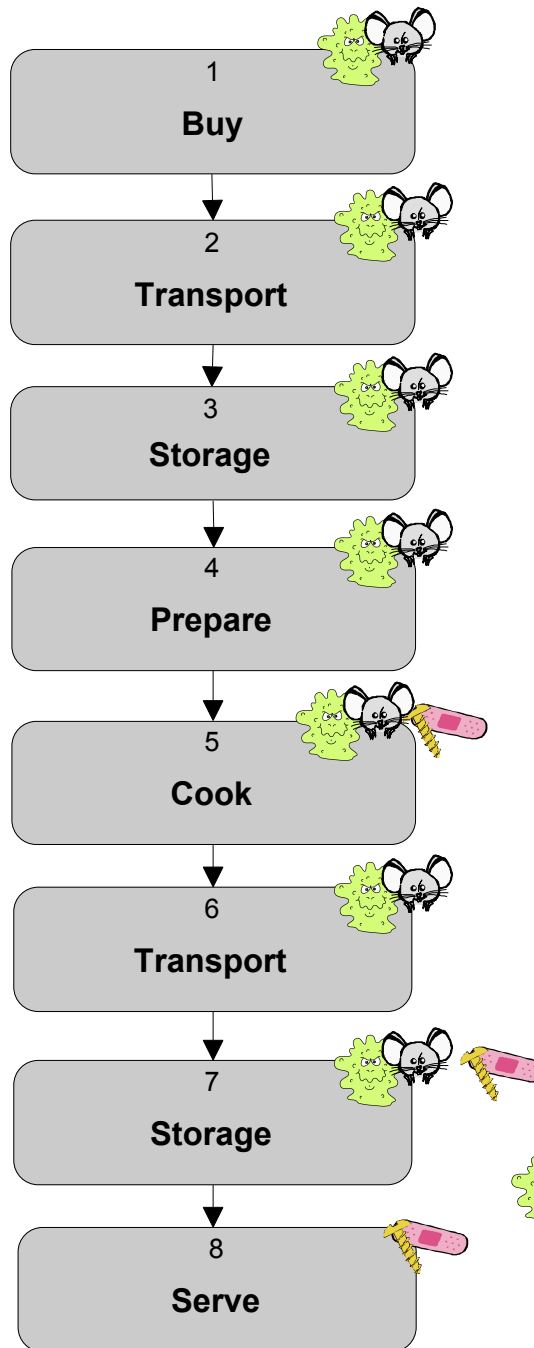 1
Buy
2
Transport
3
Storage
4
Prepare
5
Cook
6
Transport
7
Storage
8
Serve